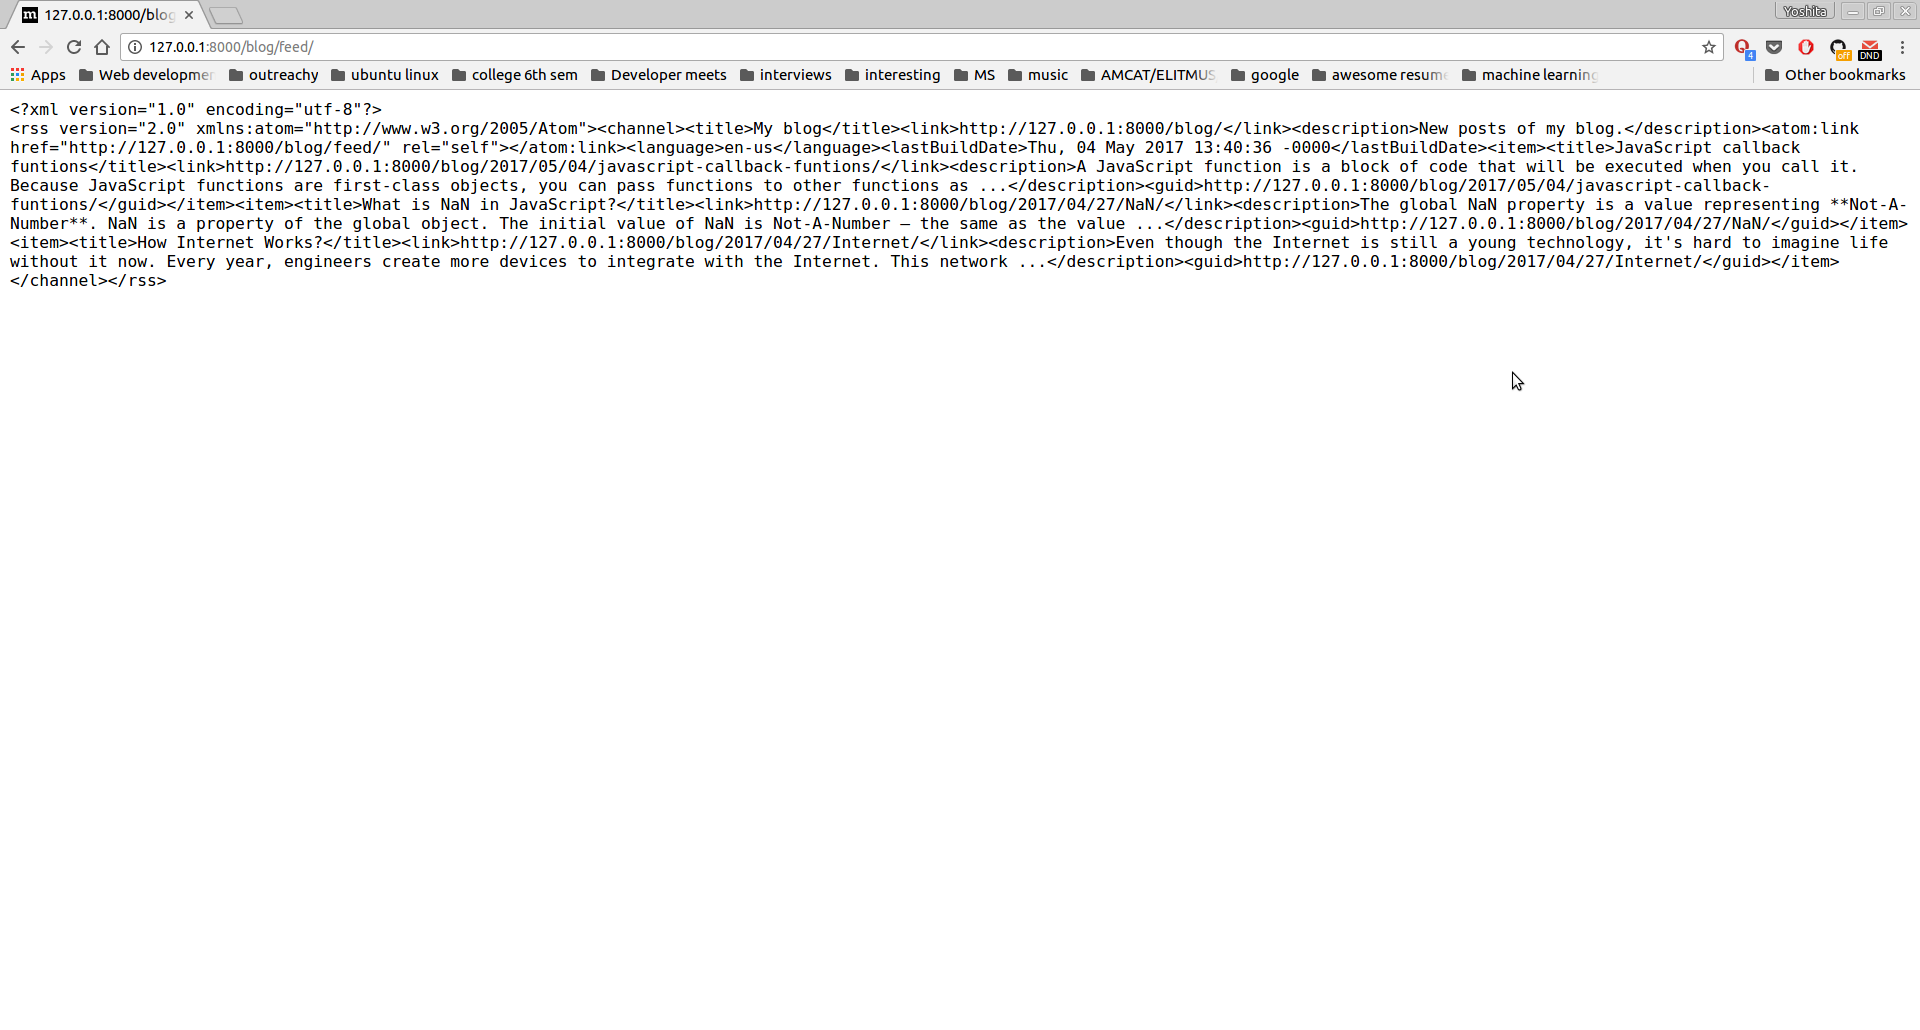 127.0.0.1:8000/blog
Yoshita
127.0.0.1:8000/blog/feed/
4
off
DND
Apps Web developmer outreachy ubuntu linux college 6th sem Developer meets interviews interesting MS music AMCAT/ELITMUS google awesome resume machine learning Other bookmarks
<?xml version="1.0" encoding="utf-8"?>
<rss version="2.0" xmlns:atom="http://www.w3.org/2005/Atom"><channel><title>My blog</title><link>http://127.0.0.1:8000/blog/</link><description>New posts of my blog.</description><atom:link
href="http://127.0.0.1:8000/blog/feed/" rel="self"></atom:link><language>en-us</language><lastBuildDate>Thu, 04 May 2017 13:40:36 -0000</lastBuildDate><item><title>JavaScript callback
funtions</title><link>http://127.0.0.1:8000/blog/2017/05/04/javascript-callback-funtions/</link><description>A JavaScript function is a block of code that will be executed when you call it.
Because JavaScript functions are first-class objects, you can pass functions to other functions as ...</description><guid>http://127.0.0.1:8000/blog/2017/05/04/javascript-callback-
funtions/</guid></item><item><title>What is NaN in JavaScript?</title><link>http://127.0.0.1:8000/blog/2017/04/27/NaN/</link><description>The global NaN property is a value representing **Not-A-
Number**. NaN is a property of the global object. The initial value of NaN is Not-A-Number — the same as the value ...</description><guid>http://127.0.0.1:8000/blog/2017/04/27/NaN/</guid></item>
<item><title>How Internet Works?</title><link>http://127.0.0.1:8000/blog/2017/04/27/Internet/</link><description>Even though the Internet is still a young technology, it's hard to imagine life
without it now. Every year, engineers create more devices to integrate with the Internet. This network ...</description><guid>http://127.0.0.1:8000/blog/2017/04/27/Internet/</guid></item>
</channel></rss>